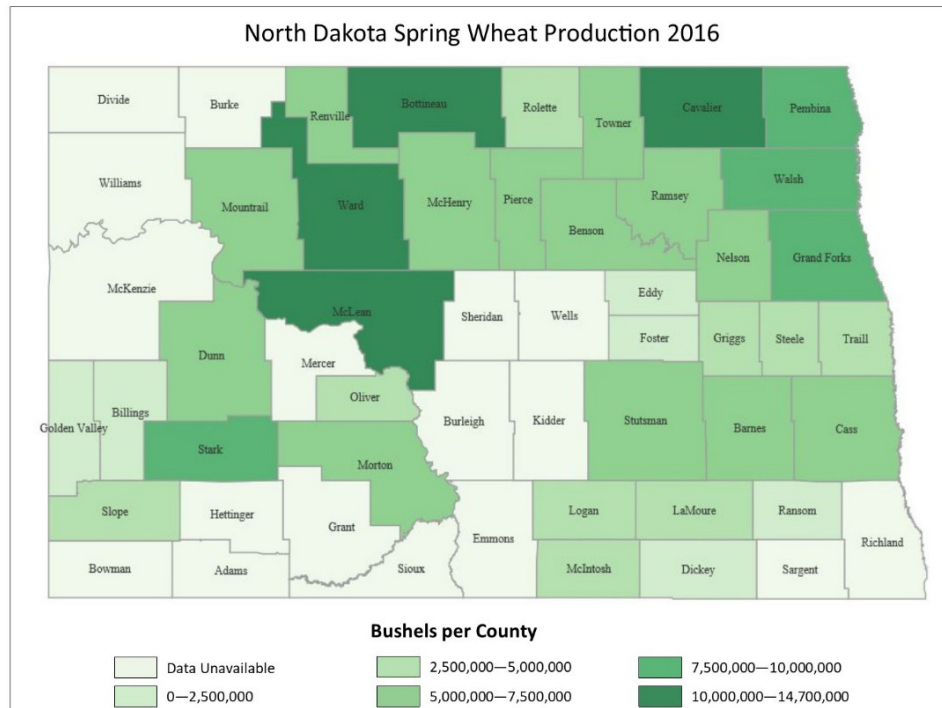 North Dakota Spring Wheat Production 2016
Divide
Burke
Renville
Bottineau
Rolette
Towner
Cavalier
Pembina
Williams
Mountrail
Ward
McHenry
Pierce
Benson
Ramsey
Walsh
McKenzie
Nelson
Grand Forks
Dunn
McLean
Sheridan
Wells
Eddy
Foster
Griggs
Steele
Traill
Mercer
Oliver
Golden Valley
Billings
Stark
Morton
Burleigh
Kidder
Stutsman
Barnes
Cass
Slope
Hettinger
Grant
Emmons
Logan
LaMoure
Ransom
Richland
Bowman
Adams
Sioux
McIntosh
Dickey
Sargent
Bushels per County
Data Unavailable
0—2,500,000
2,500,000—5,000,000
5,000,000—7,500,000
7,500,000—10,000,000
10,000,000—14,700,000